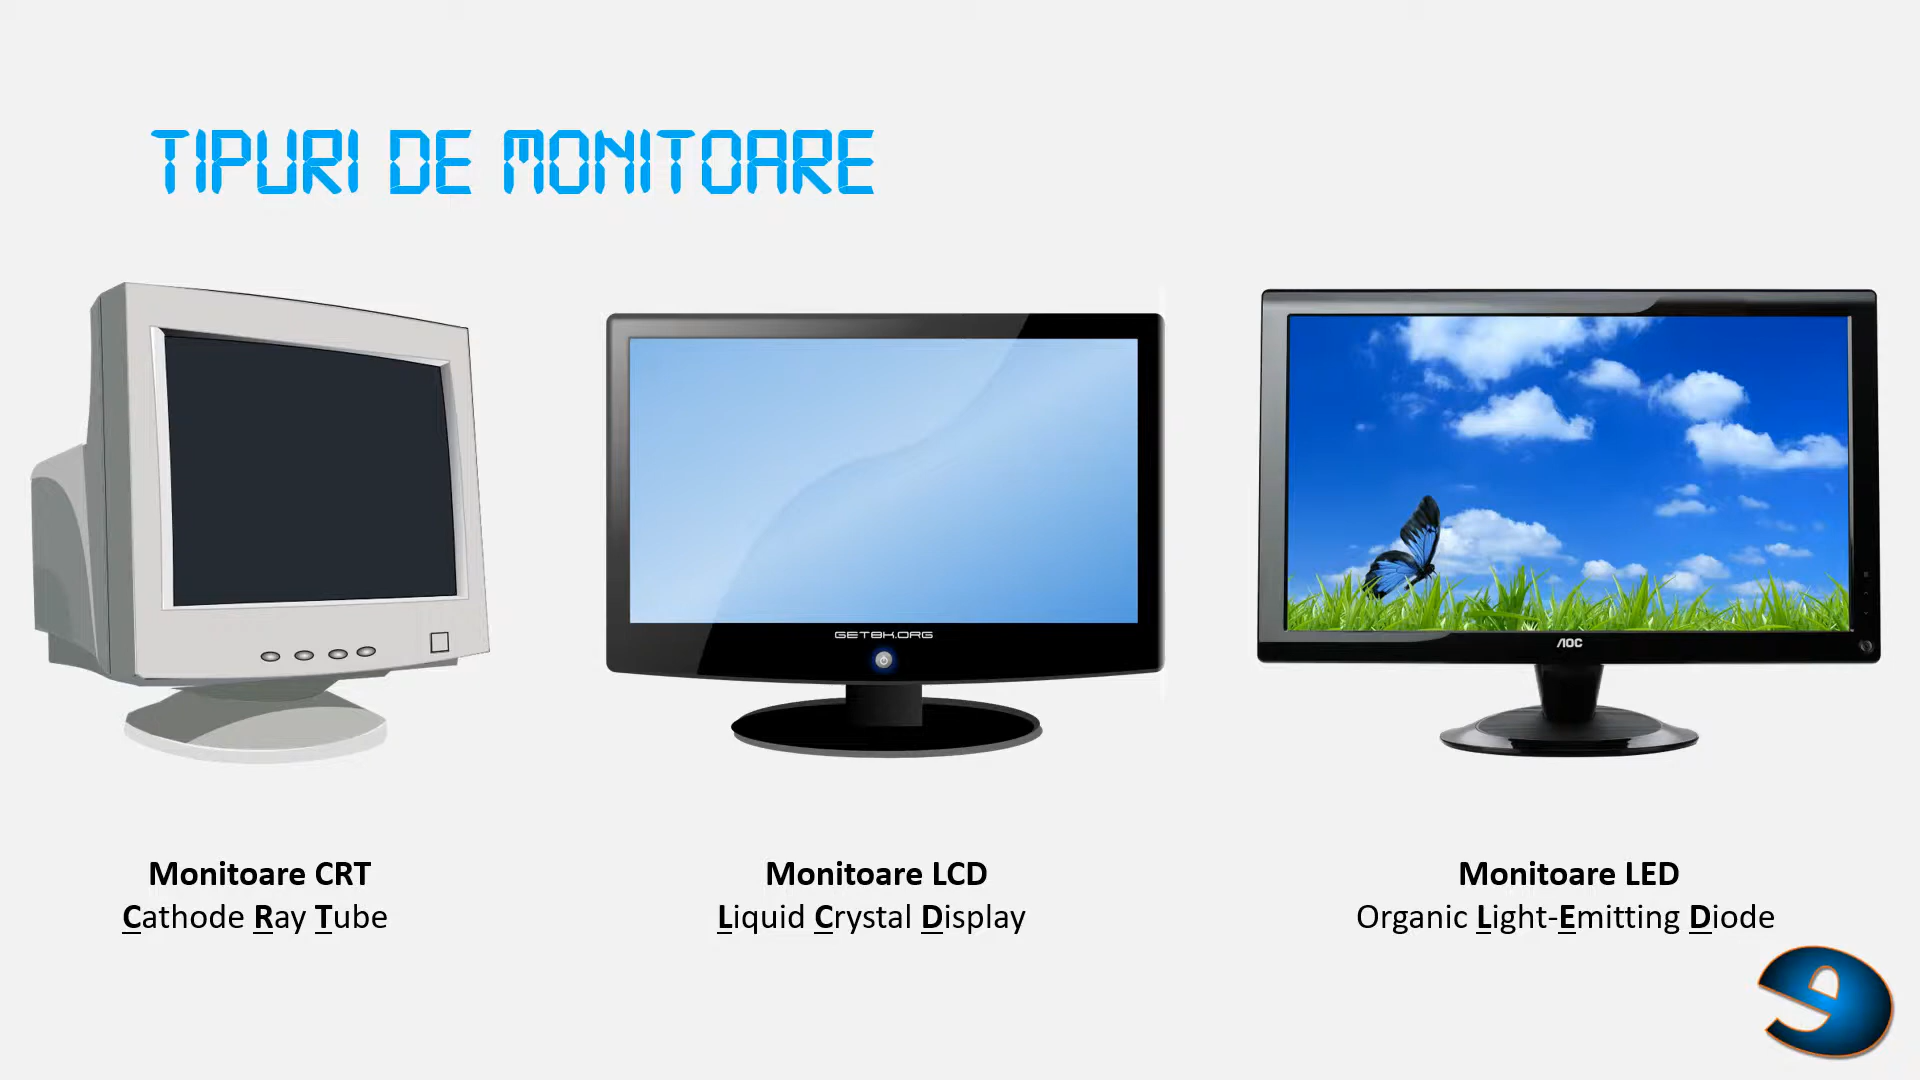 TIPURI DE MONITOARE
GET8K.ORG
AOC
Monitoare CRT
Cathode Ray Tube
Monitoare LCD
Liquid Crystal Display
Monitoare LED
Organic Light-Emitting Diode